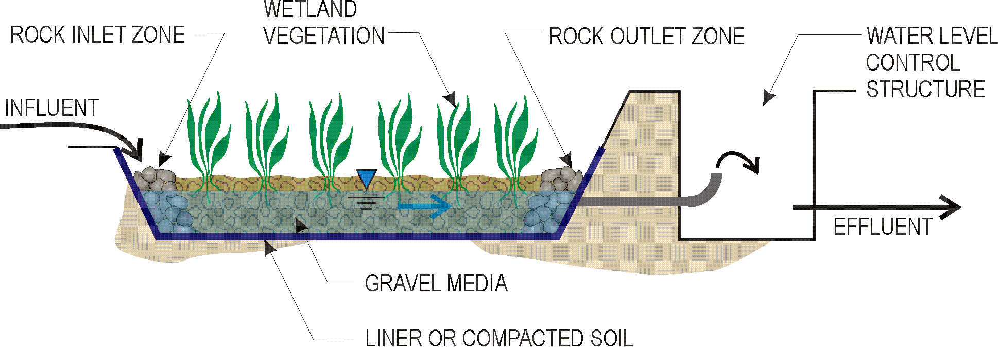 WETLAND
VEGETATION
ROCK INLET ZONE
ROCK OUTLET ZONE
WATER LEVEL
CONTROL
STRUCTURE
INFLUENT
EFFLUENT
GRAVEL MEDIA
LINER OR COMPACTED SOIL